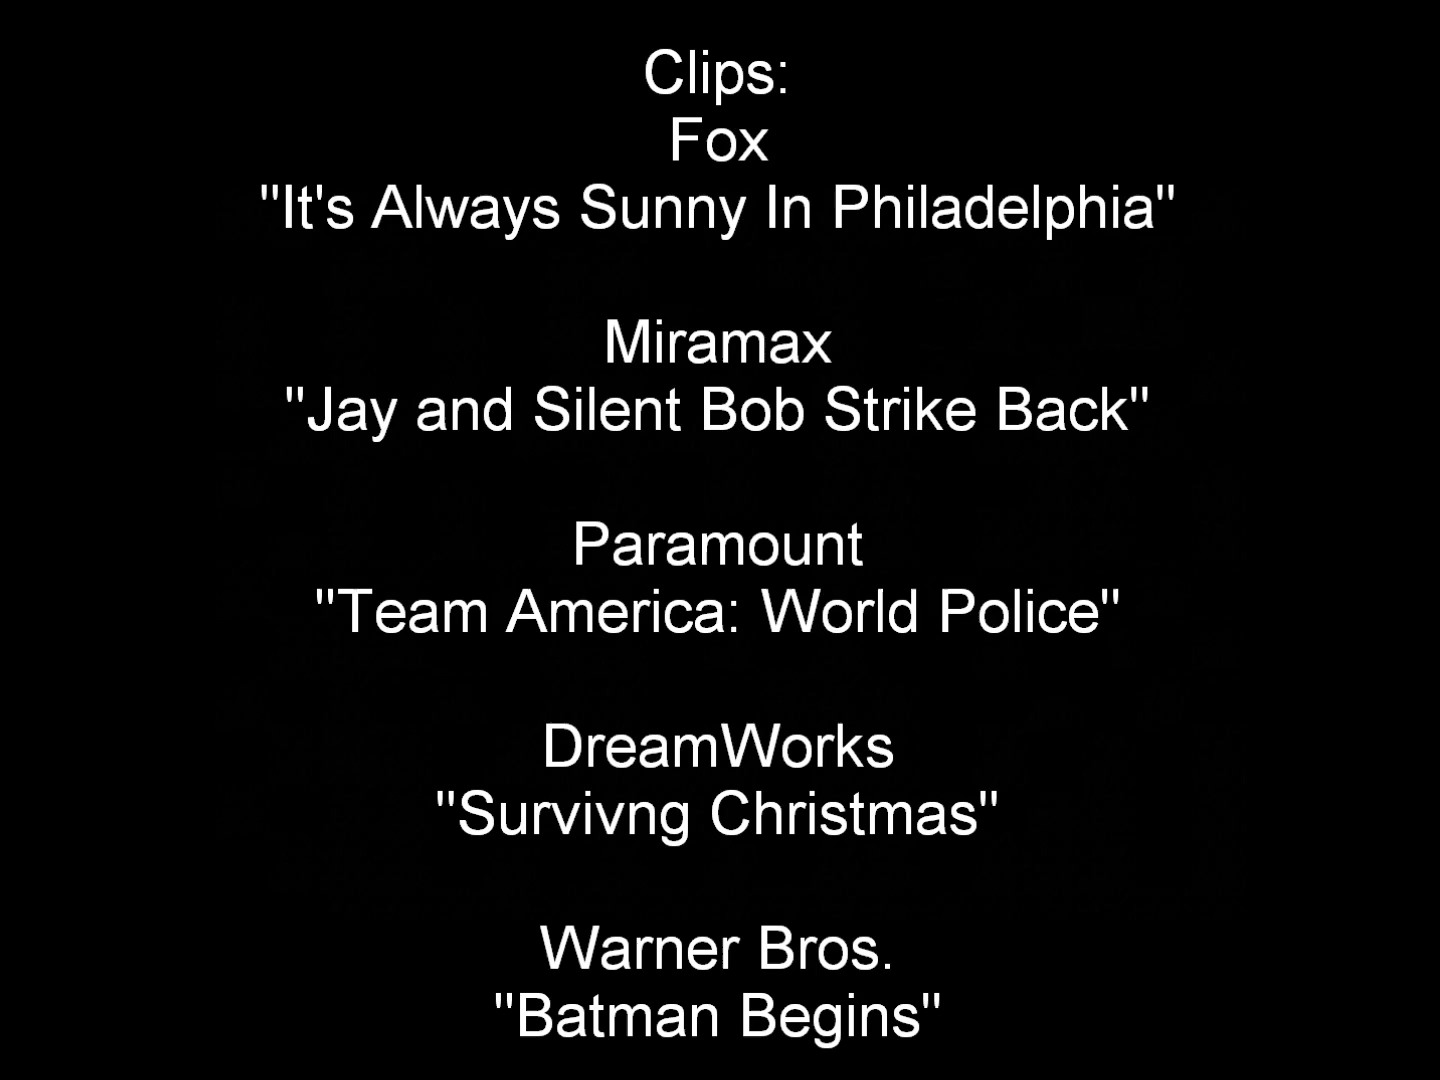 Clips:
Fox
"It's Always Sunny In Philadelphia"
Miramax
"Jay and Silent Bob Strike Back"
Paramount
"Team America: World Police"
DreamWorks
"Survivng Christmas"
Warner Bros.
"Batman Begins"